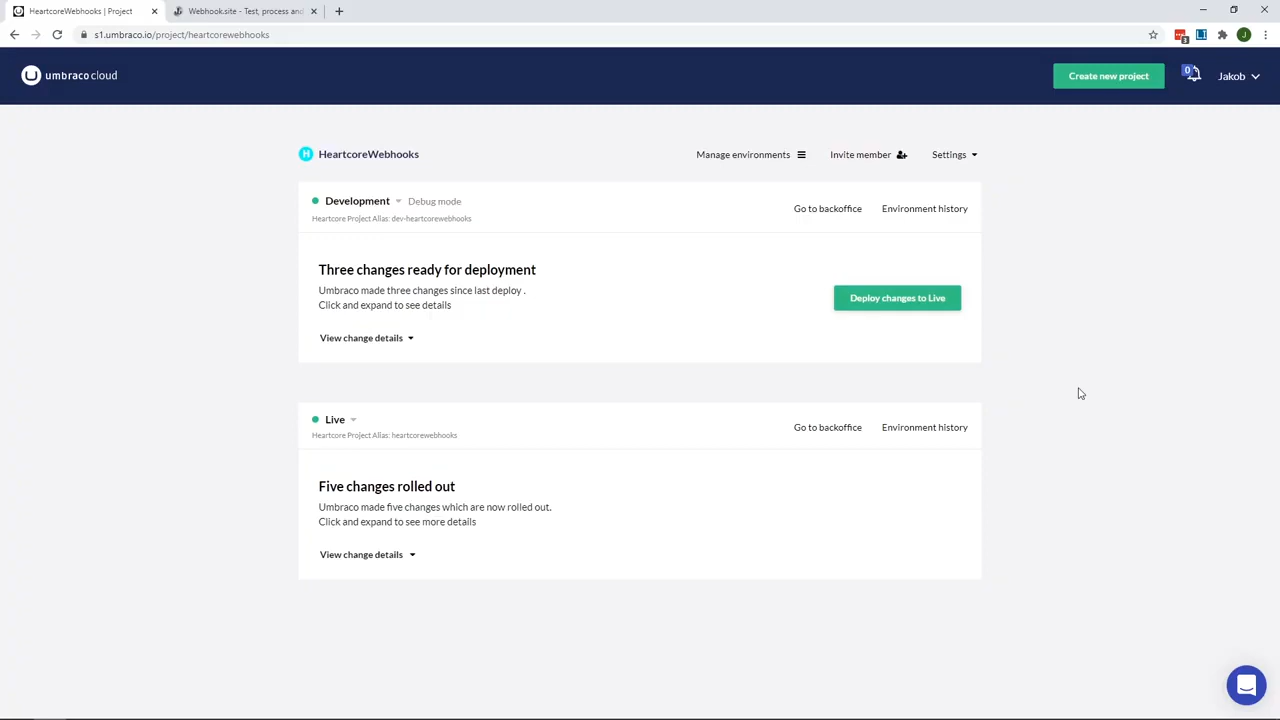 HeartcoreWebhooks | Project
Webhook.site - Test, process and
s1.umbraco.io/project/heartcorewebhooks
3
J
umbraco cloud
Create new project
0
Jakob
H
HeartcoreWebhooks
Manage environments
Invite member
Settings
Development
Debug mode
Heartcore Project Alias: dev-heartcorewebhooks
Go to backoffice
Environment history
Three changes ready for deployment
Umbraco made three changes since last deploy .
Click and expand to see details
Deploy changes to Live
View change details
Live
Heartcore Project Alias: heartcorewebhooks
Go to backoffice
Environment history
Five changes rolled out
Umbraco made five changes which are now rolled out.
Click and expand to see more details
View change details